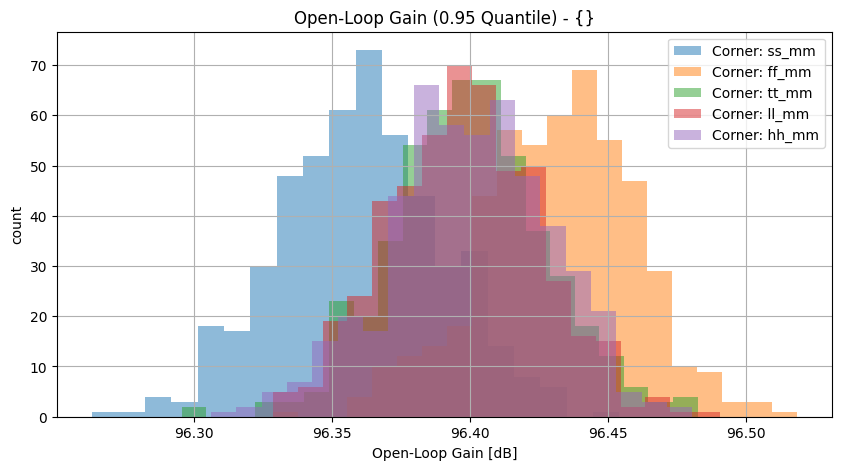 Open-Loop Gain (0.95 Quantile) - {}
Corner: ss_mm
Corner: ff_mm
Corner: tt_mm
Corner: ll_mm
Corner: hh_mm
70
60
50
40
30
20
10
0
count
96.30 96.35 96.40 96.45 96.50
Open-Loop Gain [dB]